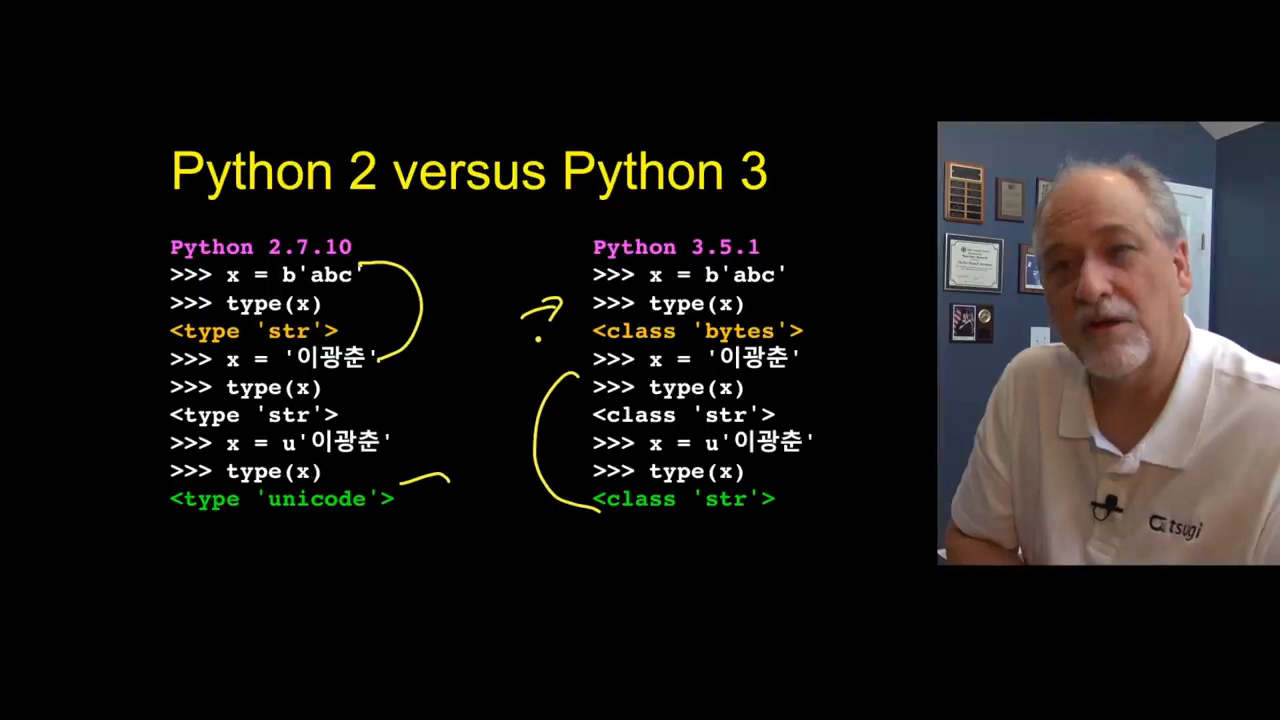 Python 2 versus Python 3
Python 2.7.10
>>> x = b'abc'
>>> type(x)
<type 'str'>
>>> x = '이광춘'
>>> type(x)
<type 'str'>
>>> x = u'이광춘'
>>> type(x)
<type 'unicode'>
Python 3.5.1
>>> x = b'abc'
>>> type(x)
<class 'bytes'>
>>> x = '이광춘'
>>> type(x)
<class 'str'>
>>> x = u'이광춘'
>>> type(x)
<class 'str'>
tsugi